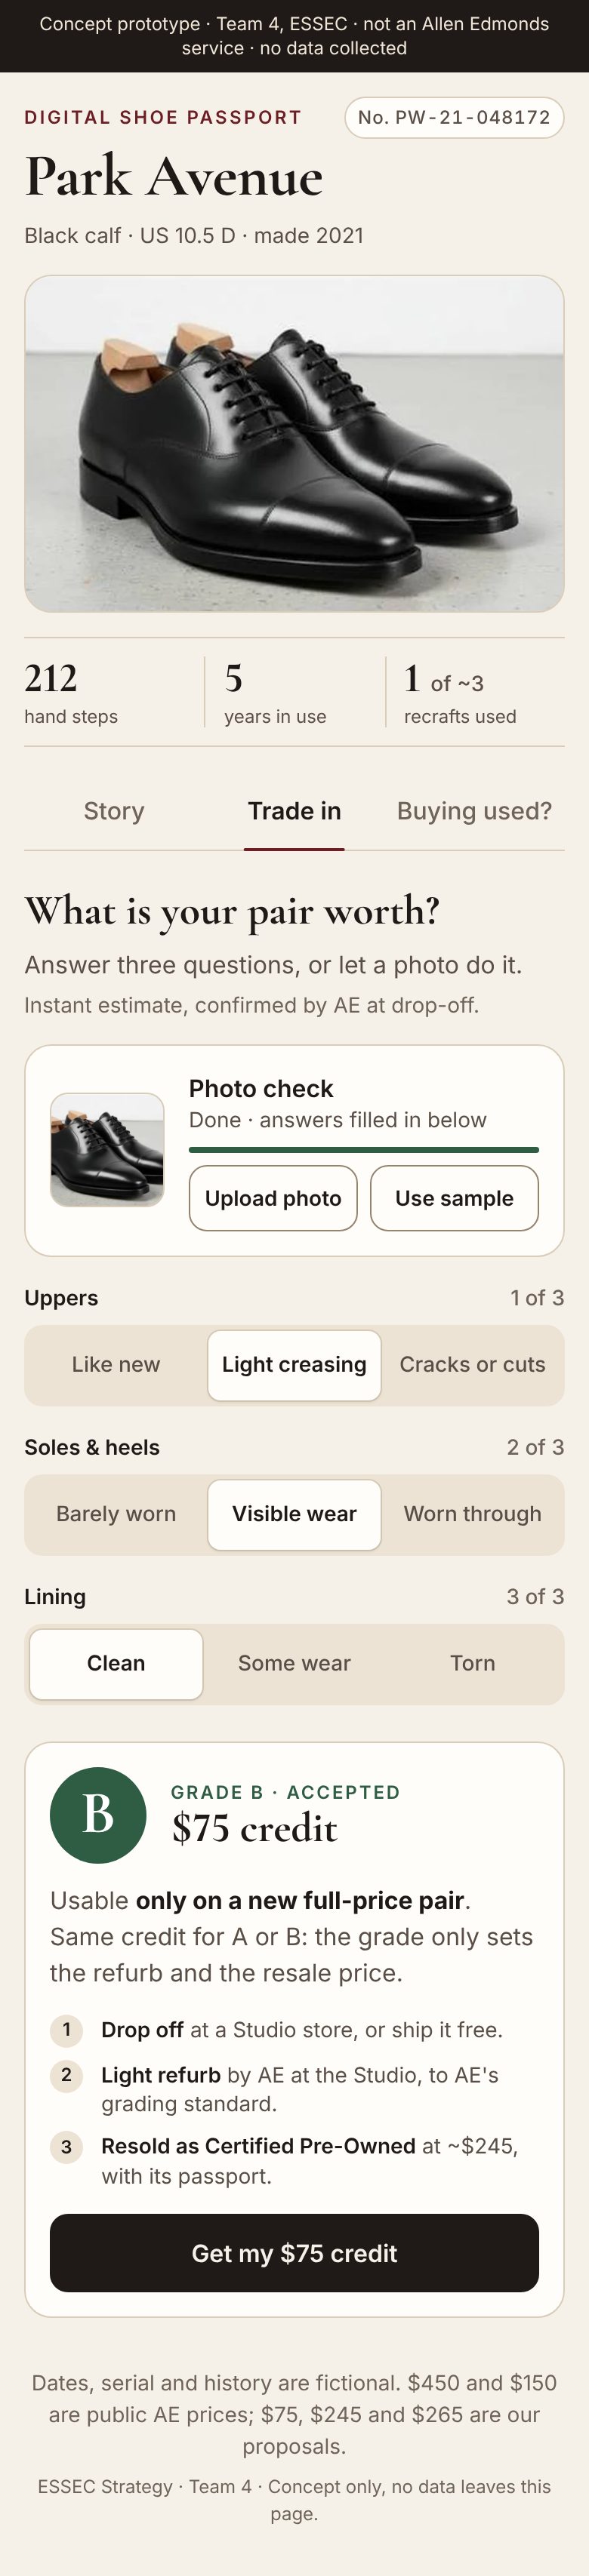 Concept prototype · Team 4, ESSEC · not an Allen Edmonds
service · no data collected
DIGITAL SHOE PASSPORT
No. PW-21-048172
Park Avenue
Black calf · US 10.5 D · made 2021
212
hand steps
5
years in use
1 of ~3
recrafts used
Story
Trade in
Buying used?
What is your pair worth?
Answer three questions, or let a photo do it.
Instant estimate, confirmed by AE at drop-off.
Photo check
Done · answers filled in below
Upload photo
Use sample
Uppers
1 of 3
Like new
Light creasing
Cracks or cuts
Soles & heels
2 of 3
Barely worn
Visible wear
Worn through
Lining
3 of 3
Clean
Some wear
Torn
B
GRADE B · ACCEPTED
$75 credit
Usable only on a new full-price pair.
Same credit for A or B: the grade only sets
the refurb and the resale price.
1 Drop off at a Studio store, or ship it free.
2 Light refurb by AE at the Studio, to AE's
grading standard.
3 Resold as Certified Pre-Owned at ~$245,
with its passport.
Get my $75 credit
Dates, serial and history are fictional. $450 and $150
are public AE prices; $75, $245 and $265 are our
proposals.
ESSEC Strategy · Team 4 · Concept only, no data leaves this
page.